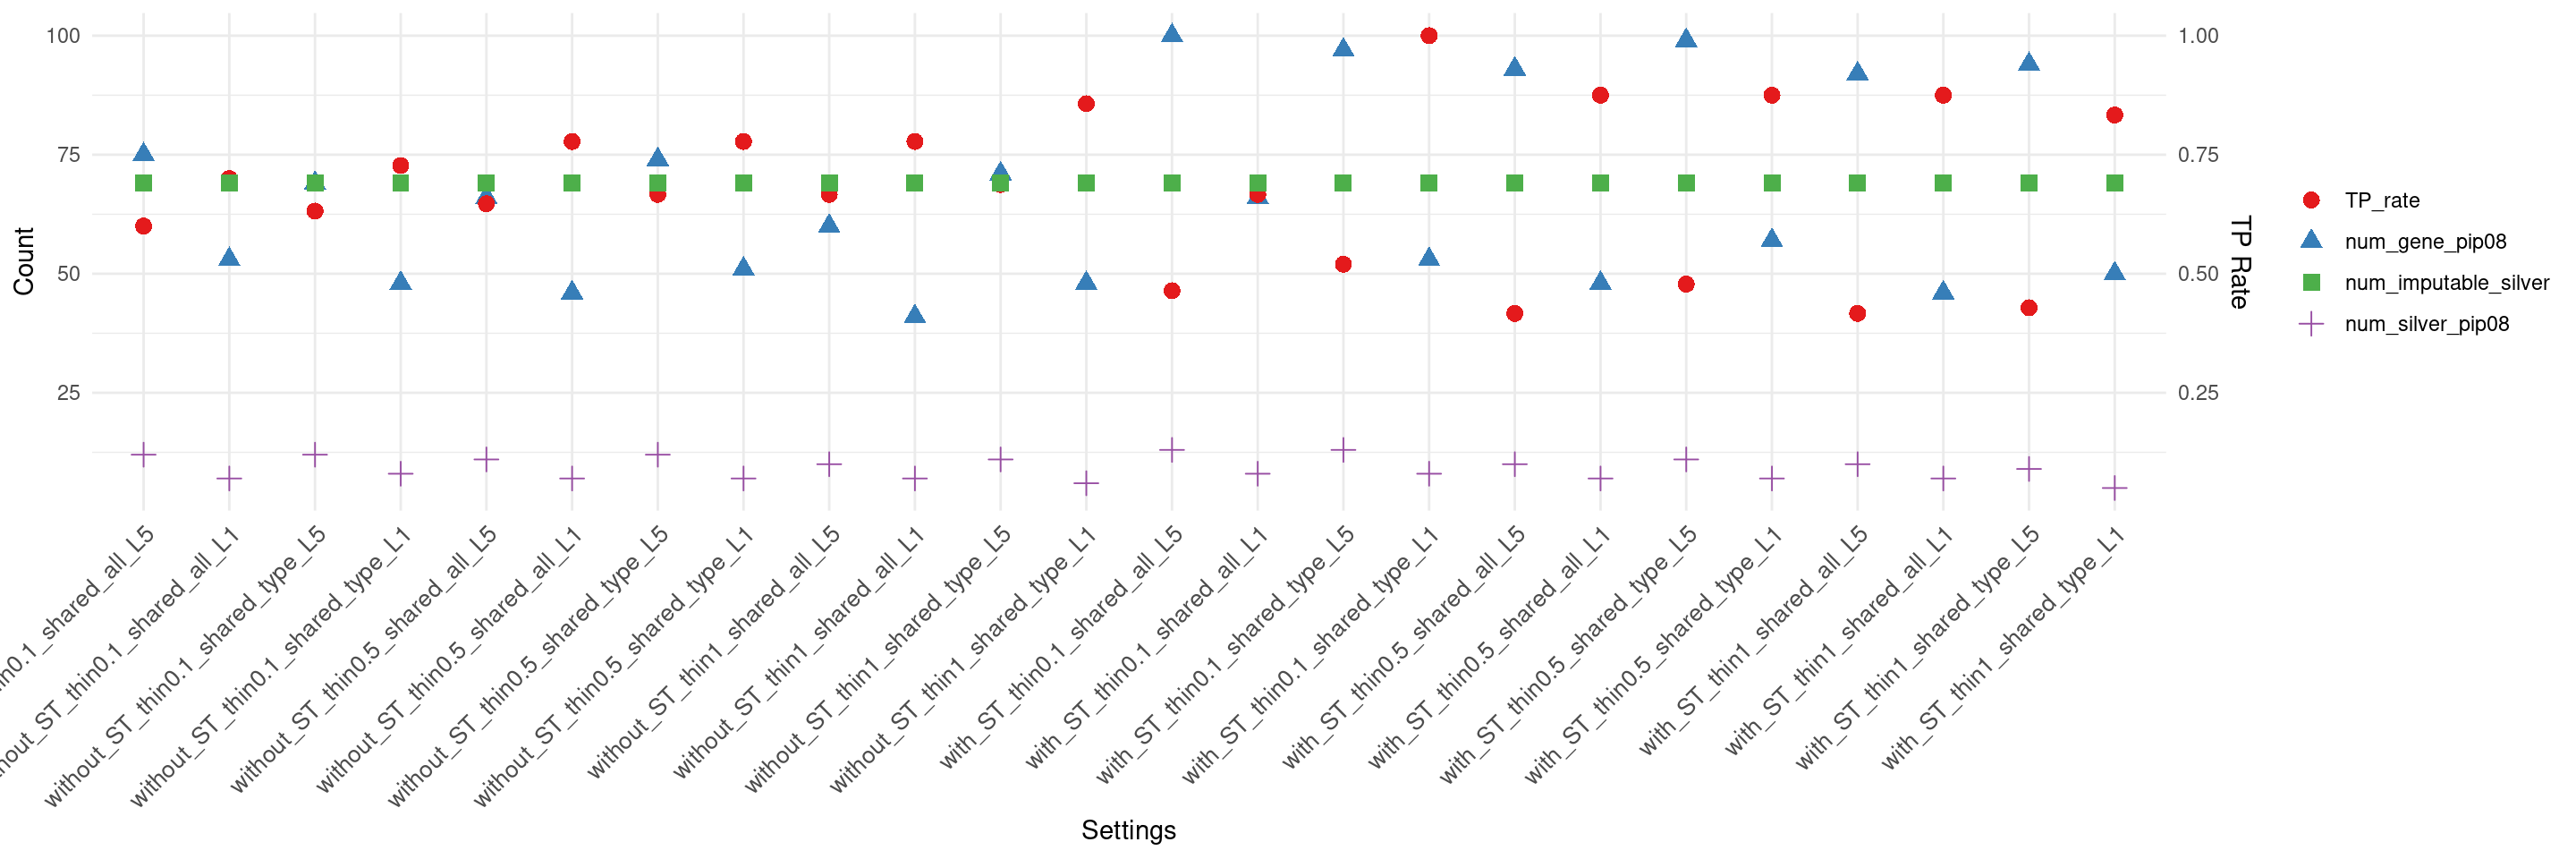 100
75
50
25
Count
1.00
0.75
0.50
0.25
TP Rate
TP_rate
num_gene_pip08
num_imputable_silver
num_silver_pip08
in0.1_shared_all_L5
hout_ST_thin0.1_shared_all_L1
without_ST_thin0.1_shared_type_L5
without_ST_thin0.1_shared_type_L1
without_ST_thin0.5_shared_all_L5
without_ST_thin0.5_shared_all_L1
without_ST_thin0.5_shared_type_L5
without_ST_thin0.5_shared_type_L1
without_ST_thin1_shared_all_L5
without_ST_thin1_shared_all_L1
without_ST_thin1_shared_type_L5
without_ST_thin1_shared_type_L1
with_ST_thin0.1_shared_all_L5
with_ST_thin0.1_shared_all_L1
with_ST_thin0.1_shared_type_L5
with_ST_thin0.1_shared_type_L1
with_ST_thin0.5_shared_all_L5
with_ST_thin0.5_shared_all_L1
with_ST_thin0.5_shared_type_L5
with_ST_thin0.5_shared_type_L1
with_ST_thin1_shared_all_L5
with_ST_thin1_shared_all_L1
with_ST_thin1_shared_type_L5
with_ST_thin1_shared_type_L1
Settings